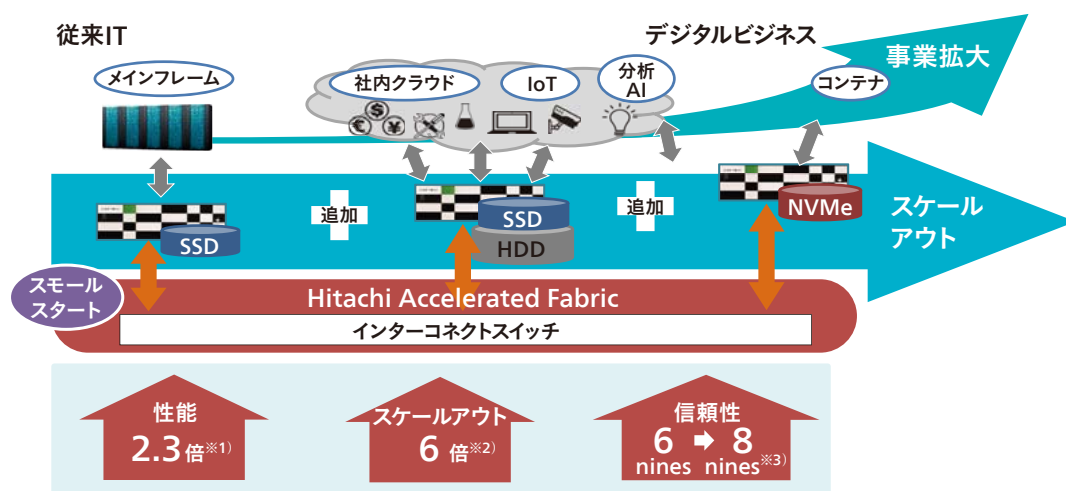 従来IT
デジタルビジネス
事業拡大
メインフレーム
社内クラウド
IoT
分析
AI
コンテナ
$
€
¥
SSD
追加
SSD
HDD
追加
NVMe
スケール
アウト
スモール
スタート
Hitachi Accelerated Fabric
インターコネクトスイッチ
性能
2.3倍※1)
スケールアウト
6 倍※2)
信頼性
6 ➡ 8
nines nines※3)